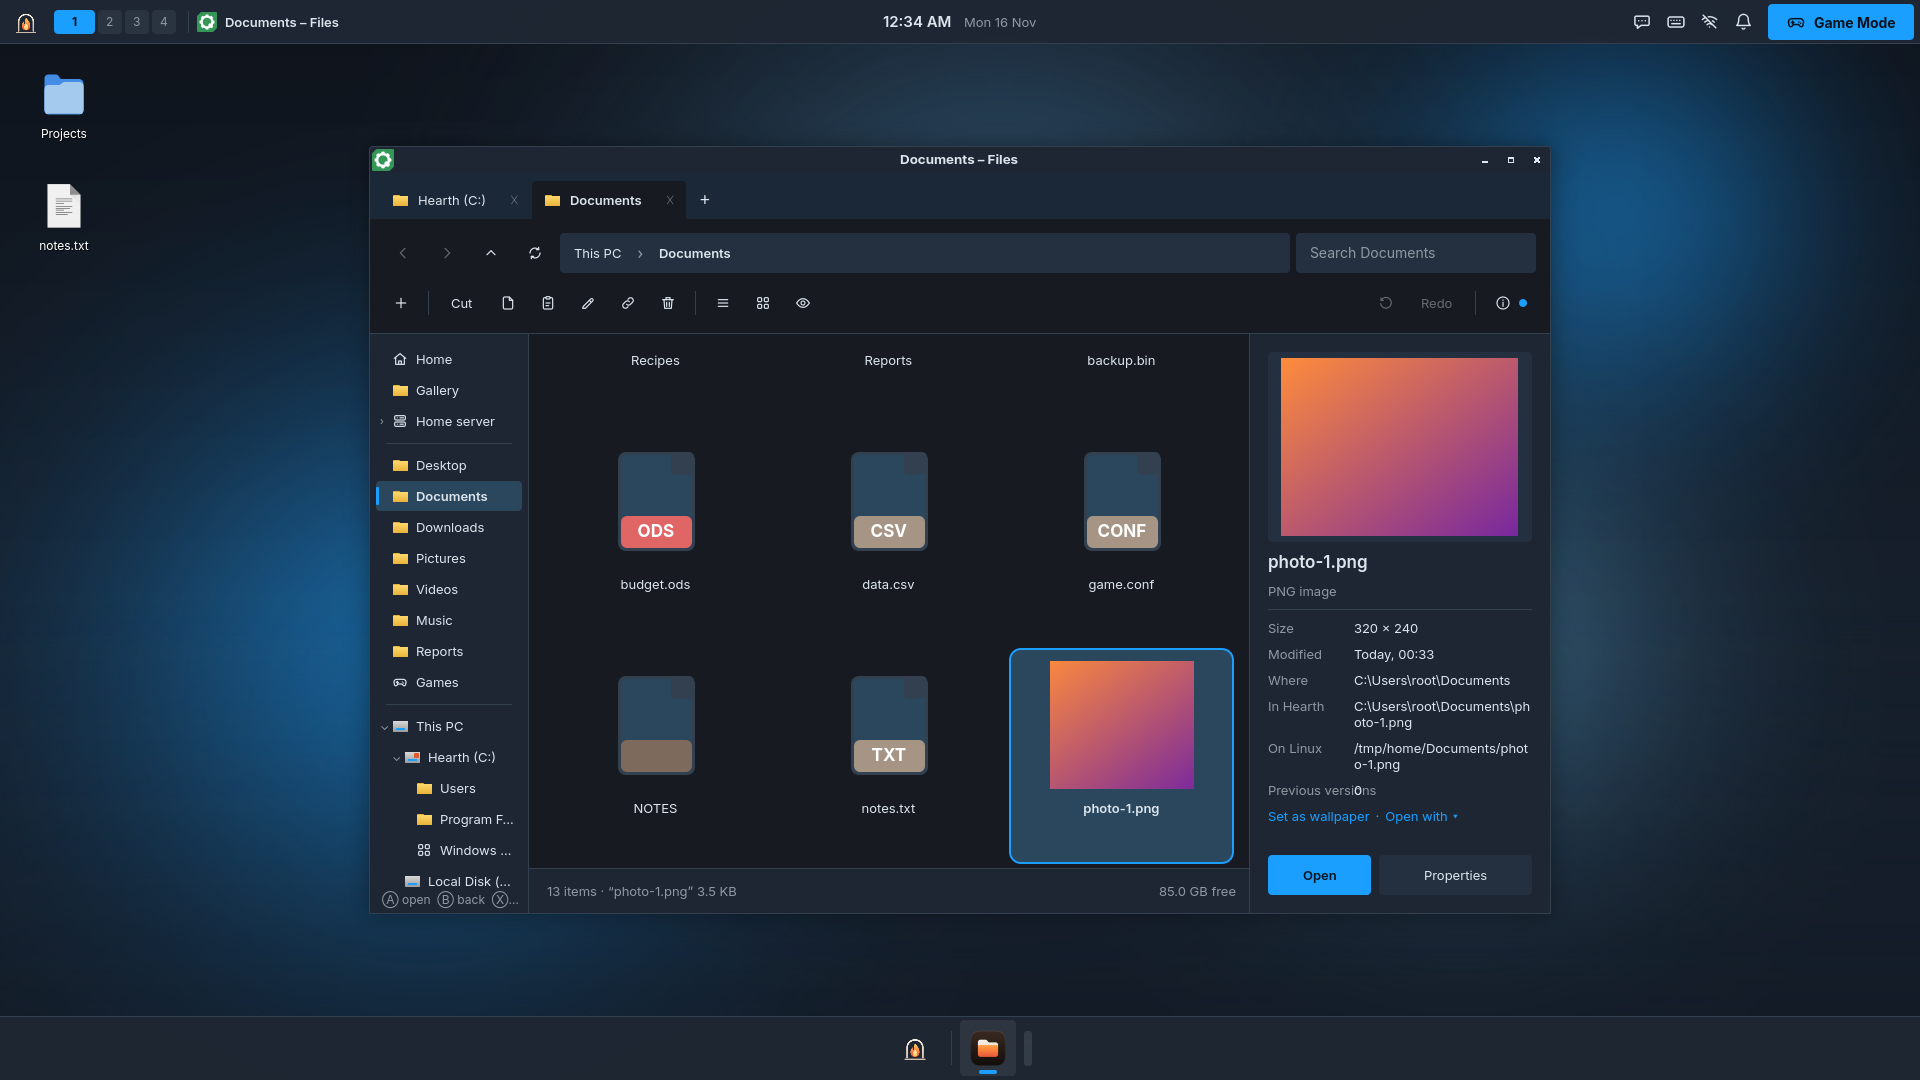 1 2 3 4 Documents – Files
12:34 AM Mon 16 Nov
Game Mode
Projects
notes.txt
Documents – Files
Hearth (C:) X Documents X +
This PC › Documents
Search Documents
Cut
Redo
Home
Gallery
Home server
Desktop
Documents
Downloads
Pictures
Videos
Music
Reports
Games
This PC
Hearth (C:)
Users
Program F...
Windows ...
Local Disk (...
A open B back X...
Recipes Reports backup.bin
ODS CSV CONF
budget.ods data.csv game.conf
TXT
NOTES notes.txt photo-1.png
13 items · “photo-1.png” 3.5 KB
85.0 GB free
photo-1.png
PNG image
Size 320 × 240
Modified Today, 00:33
Where C:\Users\root\Documents
In Hearth C:\Users\root\Documents\ph
oto-1.png
On Linux /tmp/home/Documents/phot
o-1.png
Previous versions 0
Set as wallpaper · Open with
Open Properties